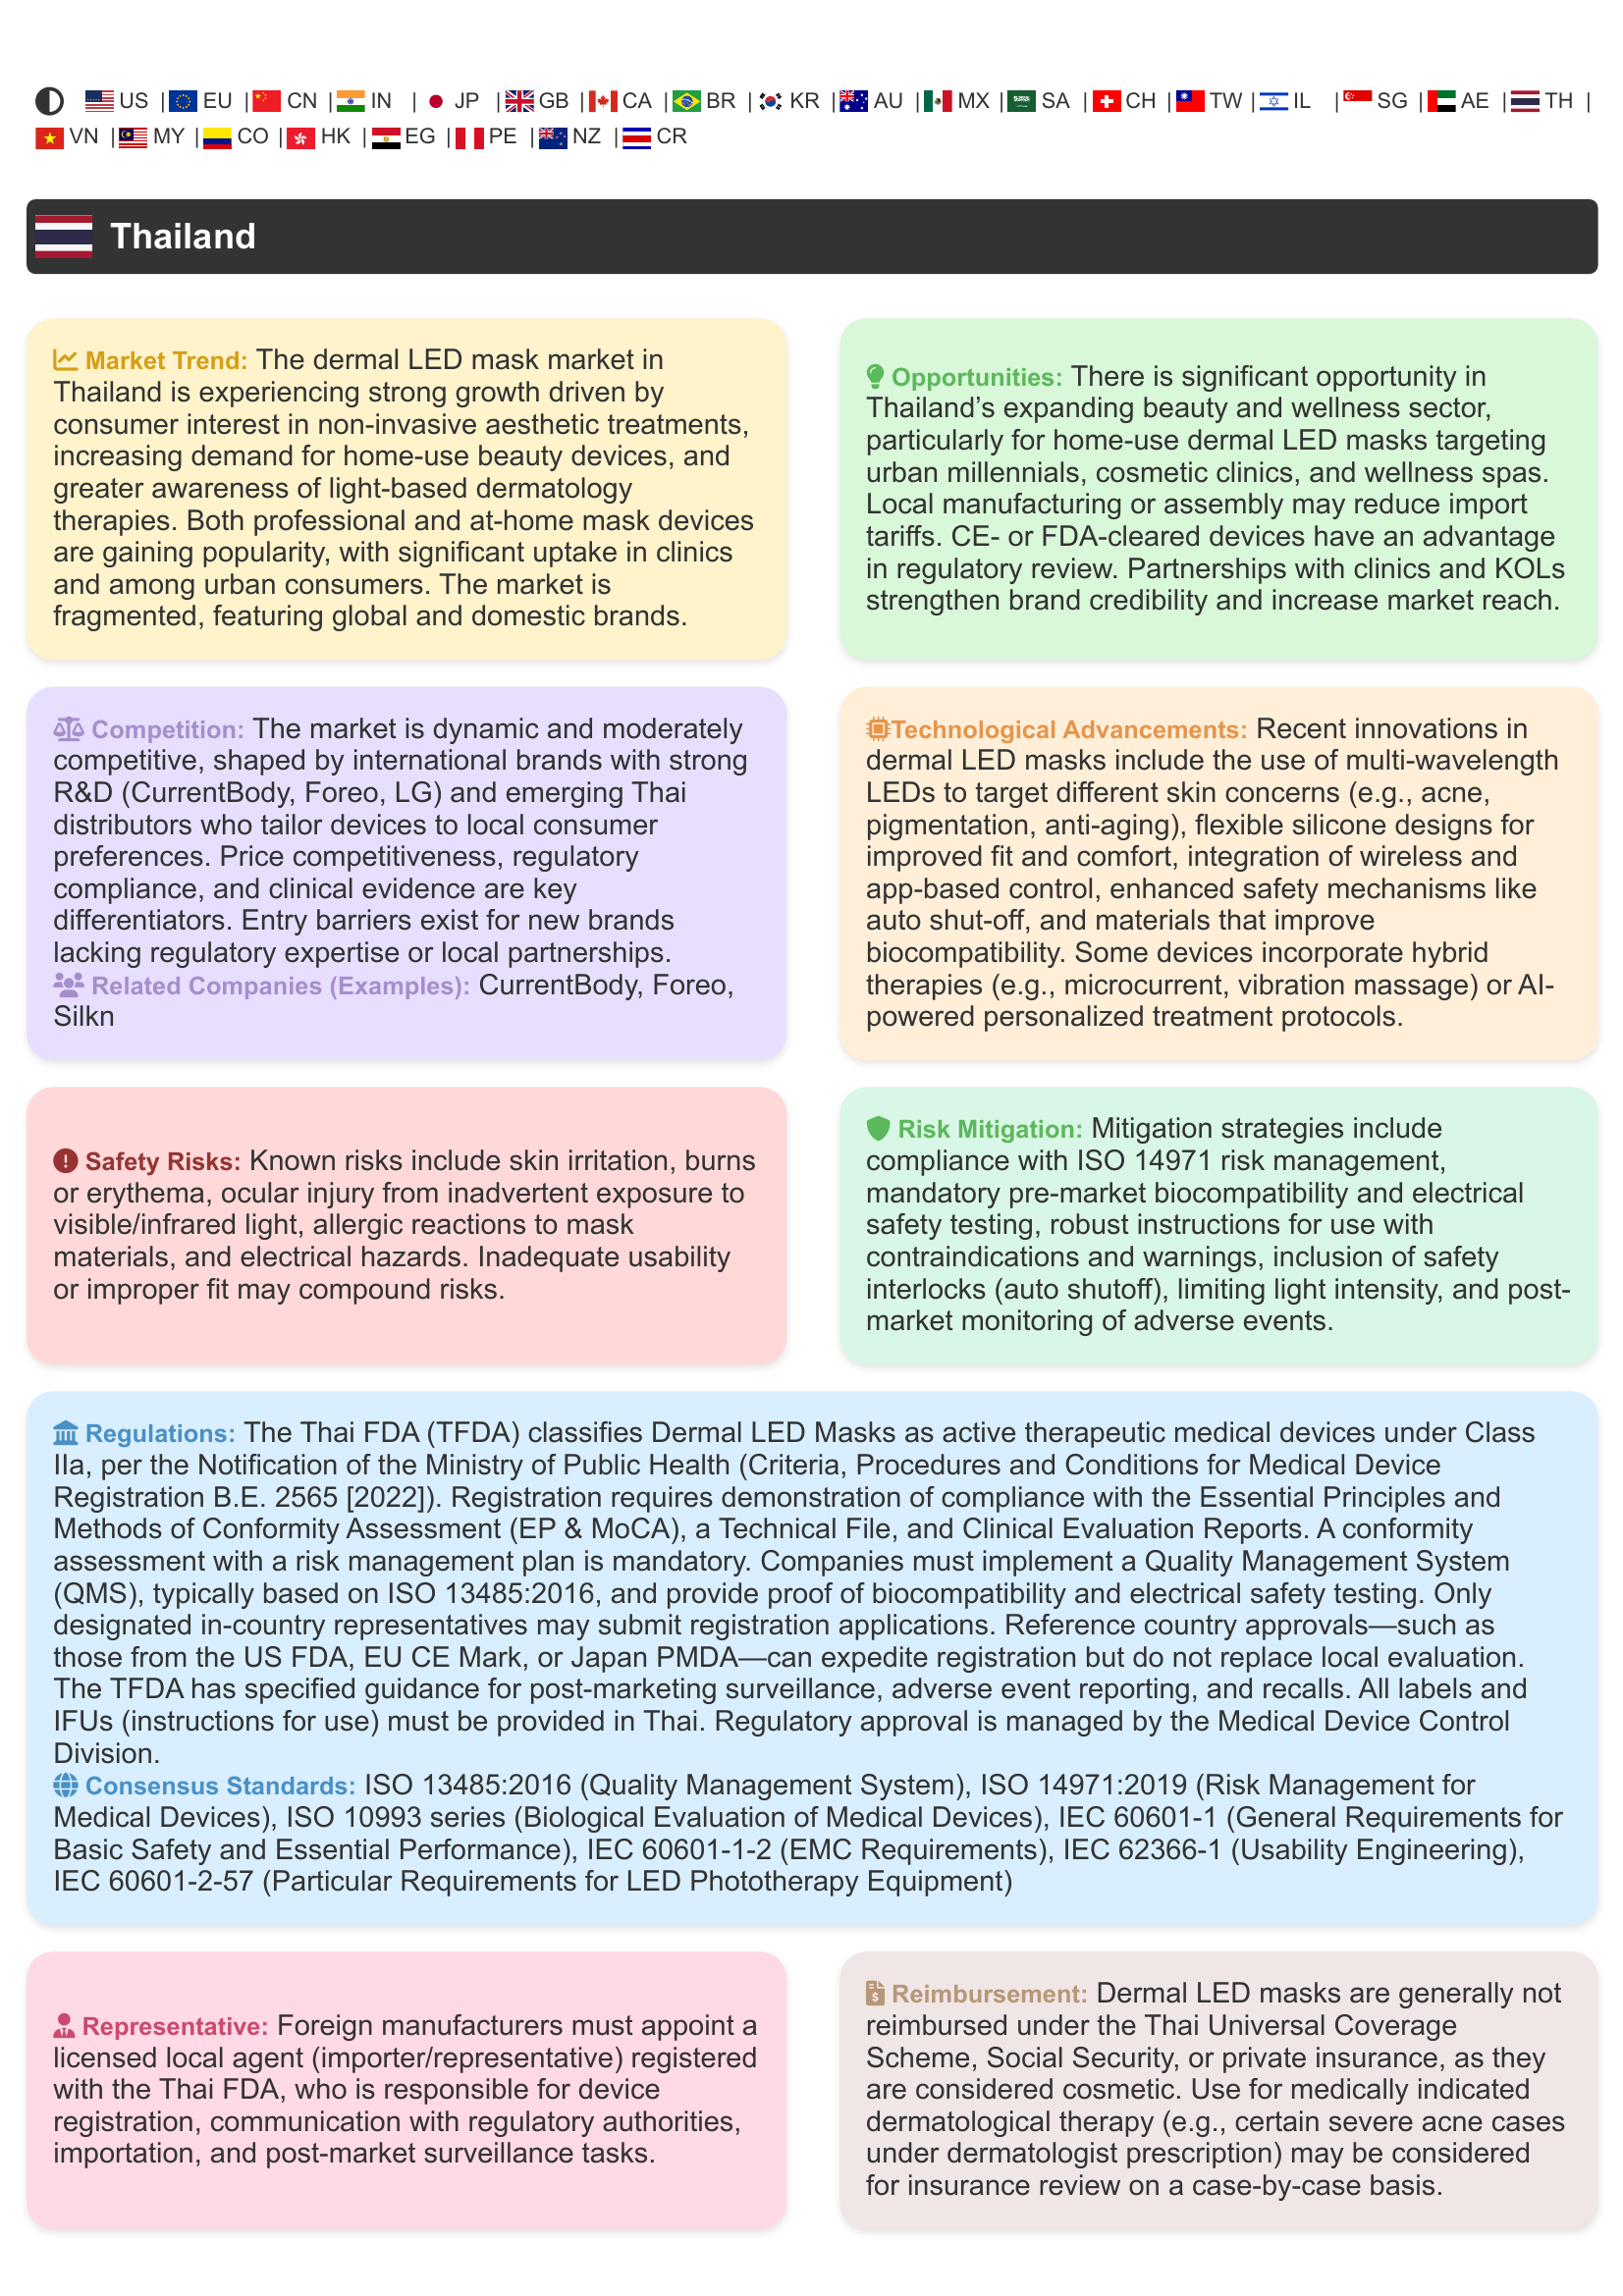 US | EU | CN | IN | JP | GB | CA | BR | KR | AU | MX | SA | CH | TW | IL | SG | AE | TH |
VN | MY | CO | HK | EG | PE | NZ | CR
Thailand
Market Trend: The dermal LED mask market in
Thailand is experiencing strong growth driven by
consumer interest in non-invasive aesthetic treatments,
increasing demand for home-use beauty devices, and
greater awareness of light-based dermatology
therapies. Both professional and at-home mask devices
are gaining popularity, with significant uptake in clinics
and among urban consumers. The market is
fragmented, featuring global and domestic brands.
Opportunities: There is significant opportunity in
Thailand’s expanding beauty and wellness sector,
particularly for home-use dermal LED masks targeting
urban millennials, cosmetic clinics, and wellness spas.
Local manufacturing or assembly may reduce import
tariffs. CE- or FDA-cleared devices have an advantage
in regulatory review. Partnerships with clinics and KOLs
strengthen brand credibility and increase market reach.
Competition: The market is dynamic and moderately
competitive, shaped by international brands with strong
R&D (CurrentBody, Foreo, LG) and emerging Thai
distributors who tailor devices to local consumer
preferences. Price competitiveness, regulatory
compliance, and clinical evidence are key
differentiators. Entry barriers exist for new brands
lacking regulatory expertise or local partnerships.
Related Companies (Examples): CurrentBody, Foreo,
Silkn
Technological Advancements: Recent innovations in
dermal LED masks include the use of multi-wavelength
LEDs to target different skin concerns (e.g., acne,
pigmentation, anti-aging), flexible silicone designs for
improved fit and comfort, integration of wireless and
app-based control, enhanced safety mechanisms like
auto shut-off, and materials that improve
biocompatibility. Some devices incorporate hybrid
therapies (e.g., microcurrent, vibration massage) or AI-
powered personalized treatment protocols.
Safety Risks: Known risks include skin irritation, burns
or erythema, ocular injury from inadvertent exposure to
visible/infrared light, allergic reactions to mask
materials, and electrical hazards. Inadequate usability
or improper fit may compound risks.
Risk Mitigation: Mitigation strategies include
compliance with ISO 14971 risk management,
mandatory pre-market biocompatibility and electrical
safety testing, robust instructions for use with
contraindications and warnings, inclusion of safety
interlocks (auto shutoff), limiting light intensity, and post-
market monitoring of adverse events.
Regulations: The Thai FDA (TFDA) classifies Dermal LED Masks as active therapeutic medical devices under Class
IIa, per the Notification of the Ministry of Public Health (Criteria, Procedures and Conditions for Medical Device
Registration B.E. 2565 [2022]). Registration requires demonstration of compliance with the Essential Principles and
Methods of Conformity Assessment (EP & MoCA), a Technical File, and Clinical Evaluation Reports. A conformity
assessment with a risk management plan is mandatory. Companies must implement a Quality Management System
(QMS), typically based on ISO 13485:2016, and provide proof of biocompatibility and electrical safety testing. Only
designated in-country representatives may submit registration applications. Reference country approvals—such as
those from the US FDA, EU CE Mark, or Japan PMDA—can expedite registration but do not replace local evaluation.
The TFDA has specified guidance for post-marketing surveillance, adverse event reporting, and recalls. All labels and
IFUs (instructions for use) must be provided in Thai. Regulatory approval is managed by the Medical Device Control
Division.
Consensus Standards: ISO 13485:2016 (Quality Management System), ISO 14971:2019 (Risk Management for
Medical Devices), ISO 10993 series (Biological Evaluation of Medical Devices), IEC 60601-1 (General Requirements for
Basic Safety and Essential Performance), IEC 60601-1-2 (EMC Requirements), IEC 62366-1 (Usability Engineering),
IEC 60601-2-57 (Particular Requirements for LED Phototherapy Equipment)
Representative: Foreign manufacturers must appoint a
licensed local agent (importer/representative) registered
with the Thai FDA, who is responsible for device
registration, communication with regulatory authorities,
importation, and post-market surveillance tasks.
Reimbursement: Dermal LED masks are generally not
reimbursed under the Thai Universal Coverage
Scheme, Social Security, or private insurance, as they
are considered cosmetic. Use for medically indicated
dermatological therapy (e.g., certain severe acne cases
under dermatologist prescription) may be considered
for insurance review on a case-by-case basis.